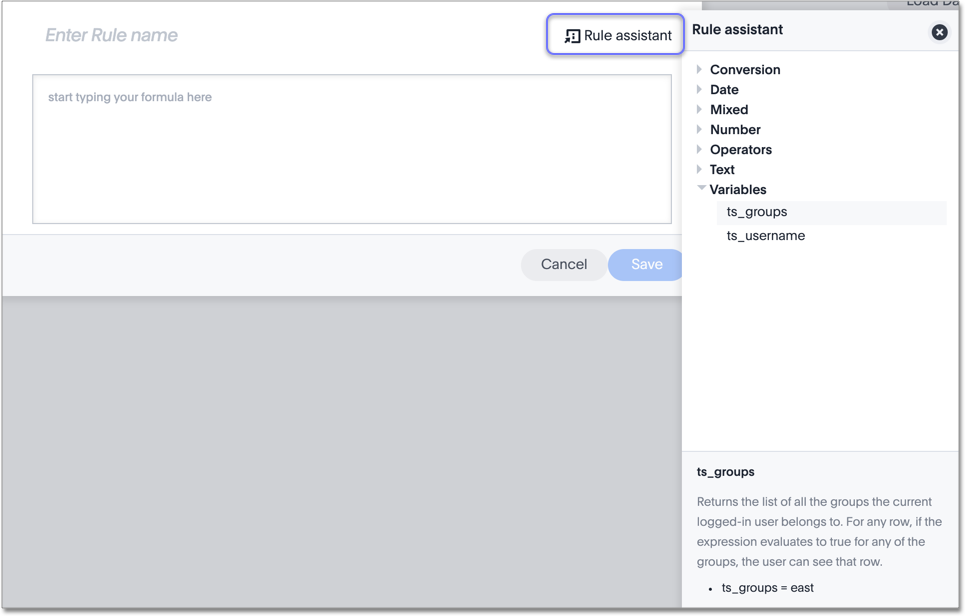 Load Da
Enter Rule name
Rule assistant
start typing your formula here
Cancel
Save
Rule assistant
Conversion
Date
Mixed
Number
Operators
Text
Variables
ts_groups
ts_username
ts_groups
Returns the list of all the groups the current
logged-in user belongs to. For any row, if the
expression evaluates to true for any of the
groups, the user can see that row.
• ts_groups = east